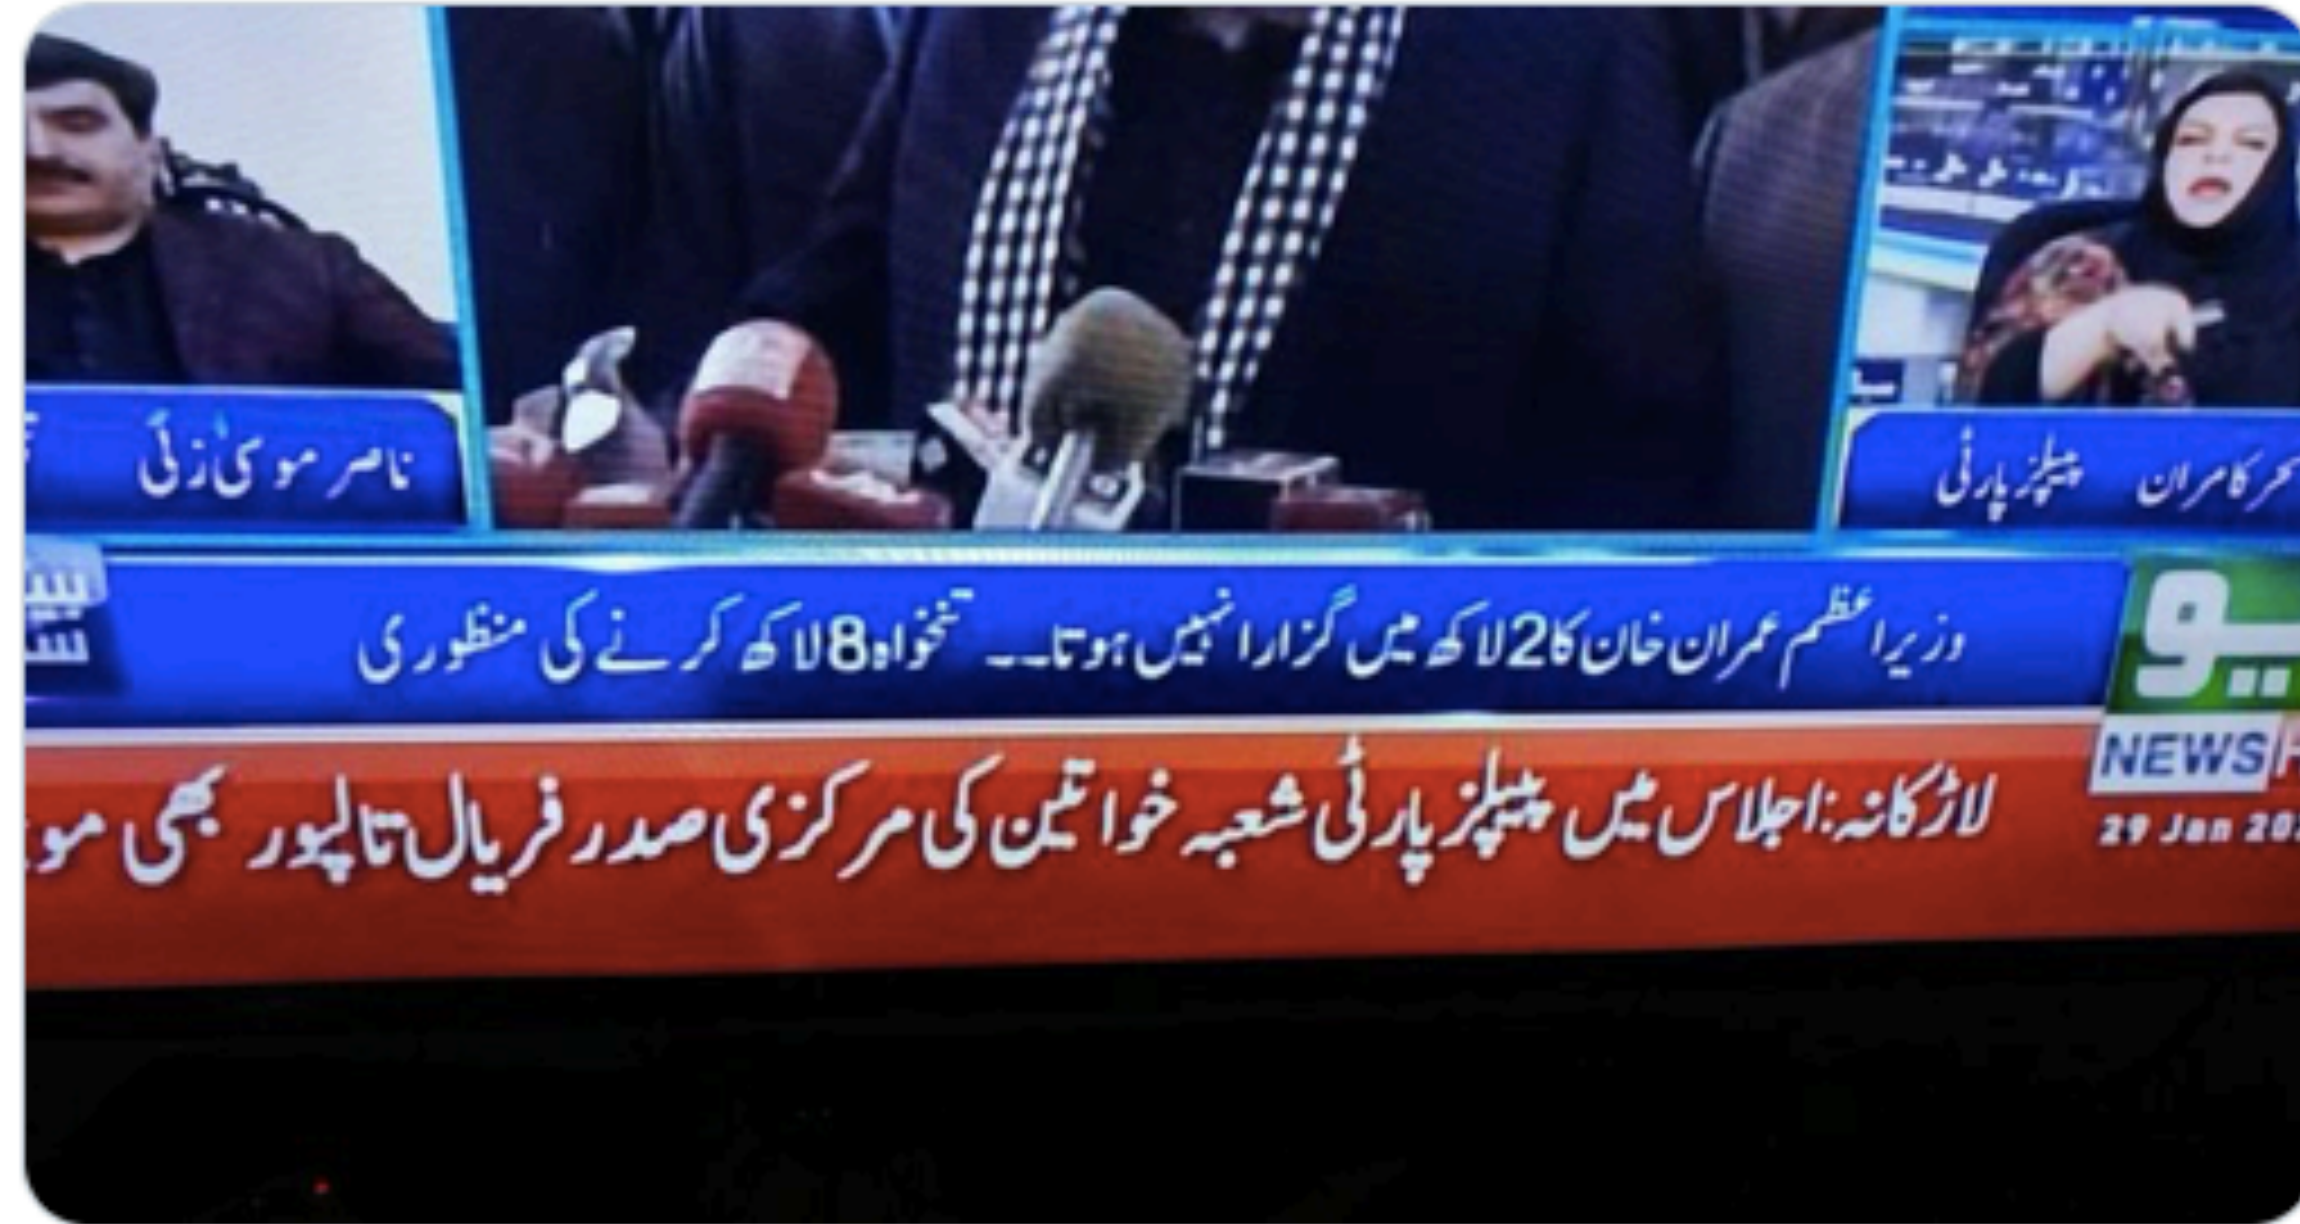 ناصر موسیٰ زئی
کامران پیپلز پارٹی
وزیراعظم عمران خان کا 2 لاکھ میں گزارا نہیں ہوتا۔۔ تنخواہ 8 لاکھ کرنے کی منظوری
NEWS
لاڑکانہ:اجلاس میں پیپلز پارٹی شعبہ خواتین کی مرکزی صدر فریال تالپور بھی
29 Jan